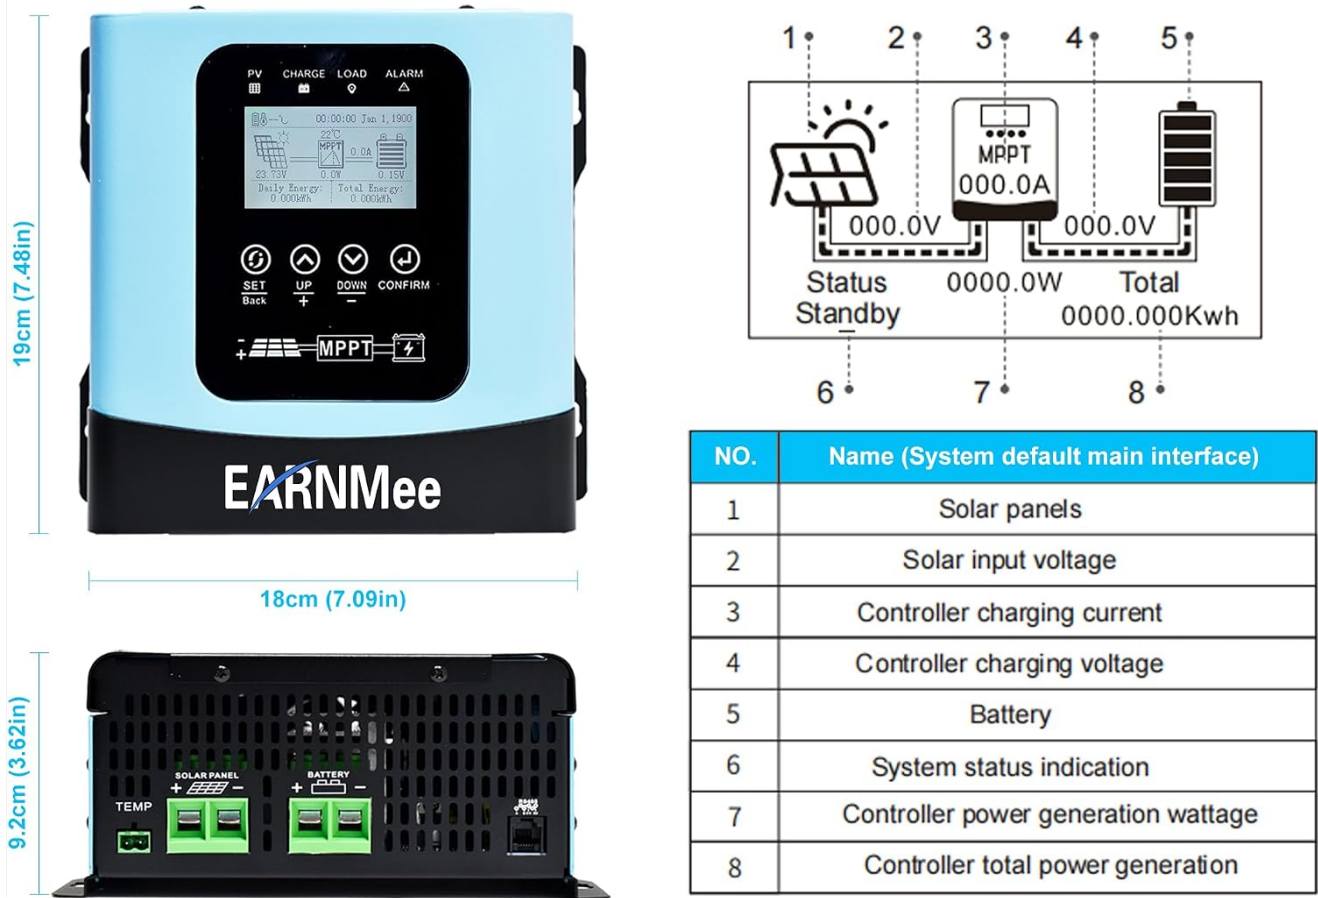 PV CHARGE LOAD ALARM
00:00:00 Jan 1,1900
22℃
MPPT
0.0A
23.73V 0.0W 0.15V
Daily Energy: Total Energy:
0.000kWh 0.000kWh
SET UP DOWN CONFIRM
Back + −
− +
MPPT
EARNMee
19cm (7.48in)
18cm (7.09in)
9.2cm (3.62in)
SOLAR PANEL
+ −
BATTERY
+ −
TEMP
RS485
1 2 3 4 5
MPPT
000.0A
000.0V 000.0V
Status 0000.0W Total
Standby 0000.000Kwh
6 7 8
NO. Name (System default main interface)
1 Solar panels
2 Solar input voltage
3 Controller charging current
4 Controller charging voltage
5 Battery
6 System status indication
7 Controller power generation wattage
8 Controller total power generation